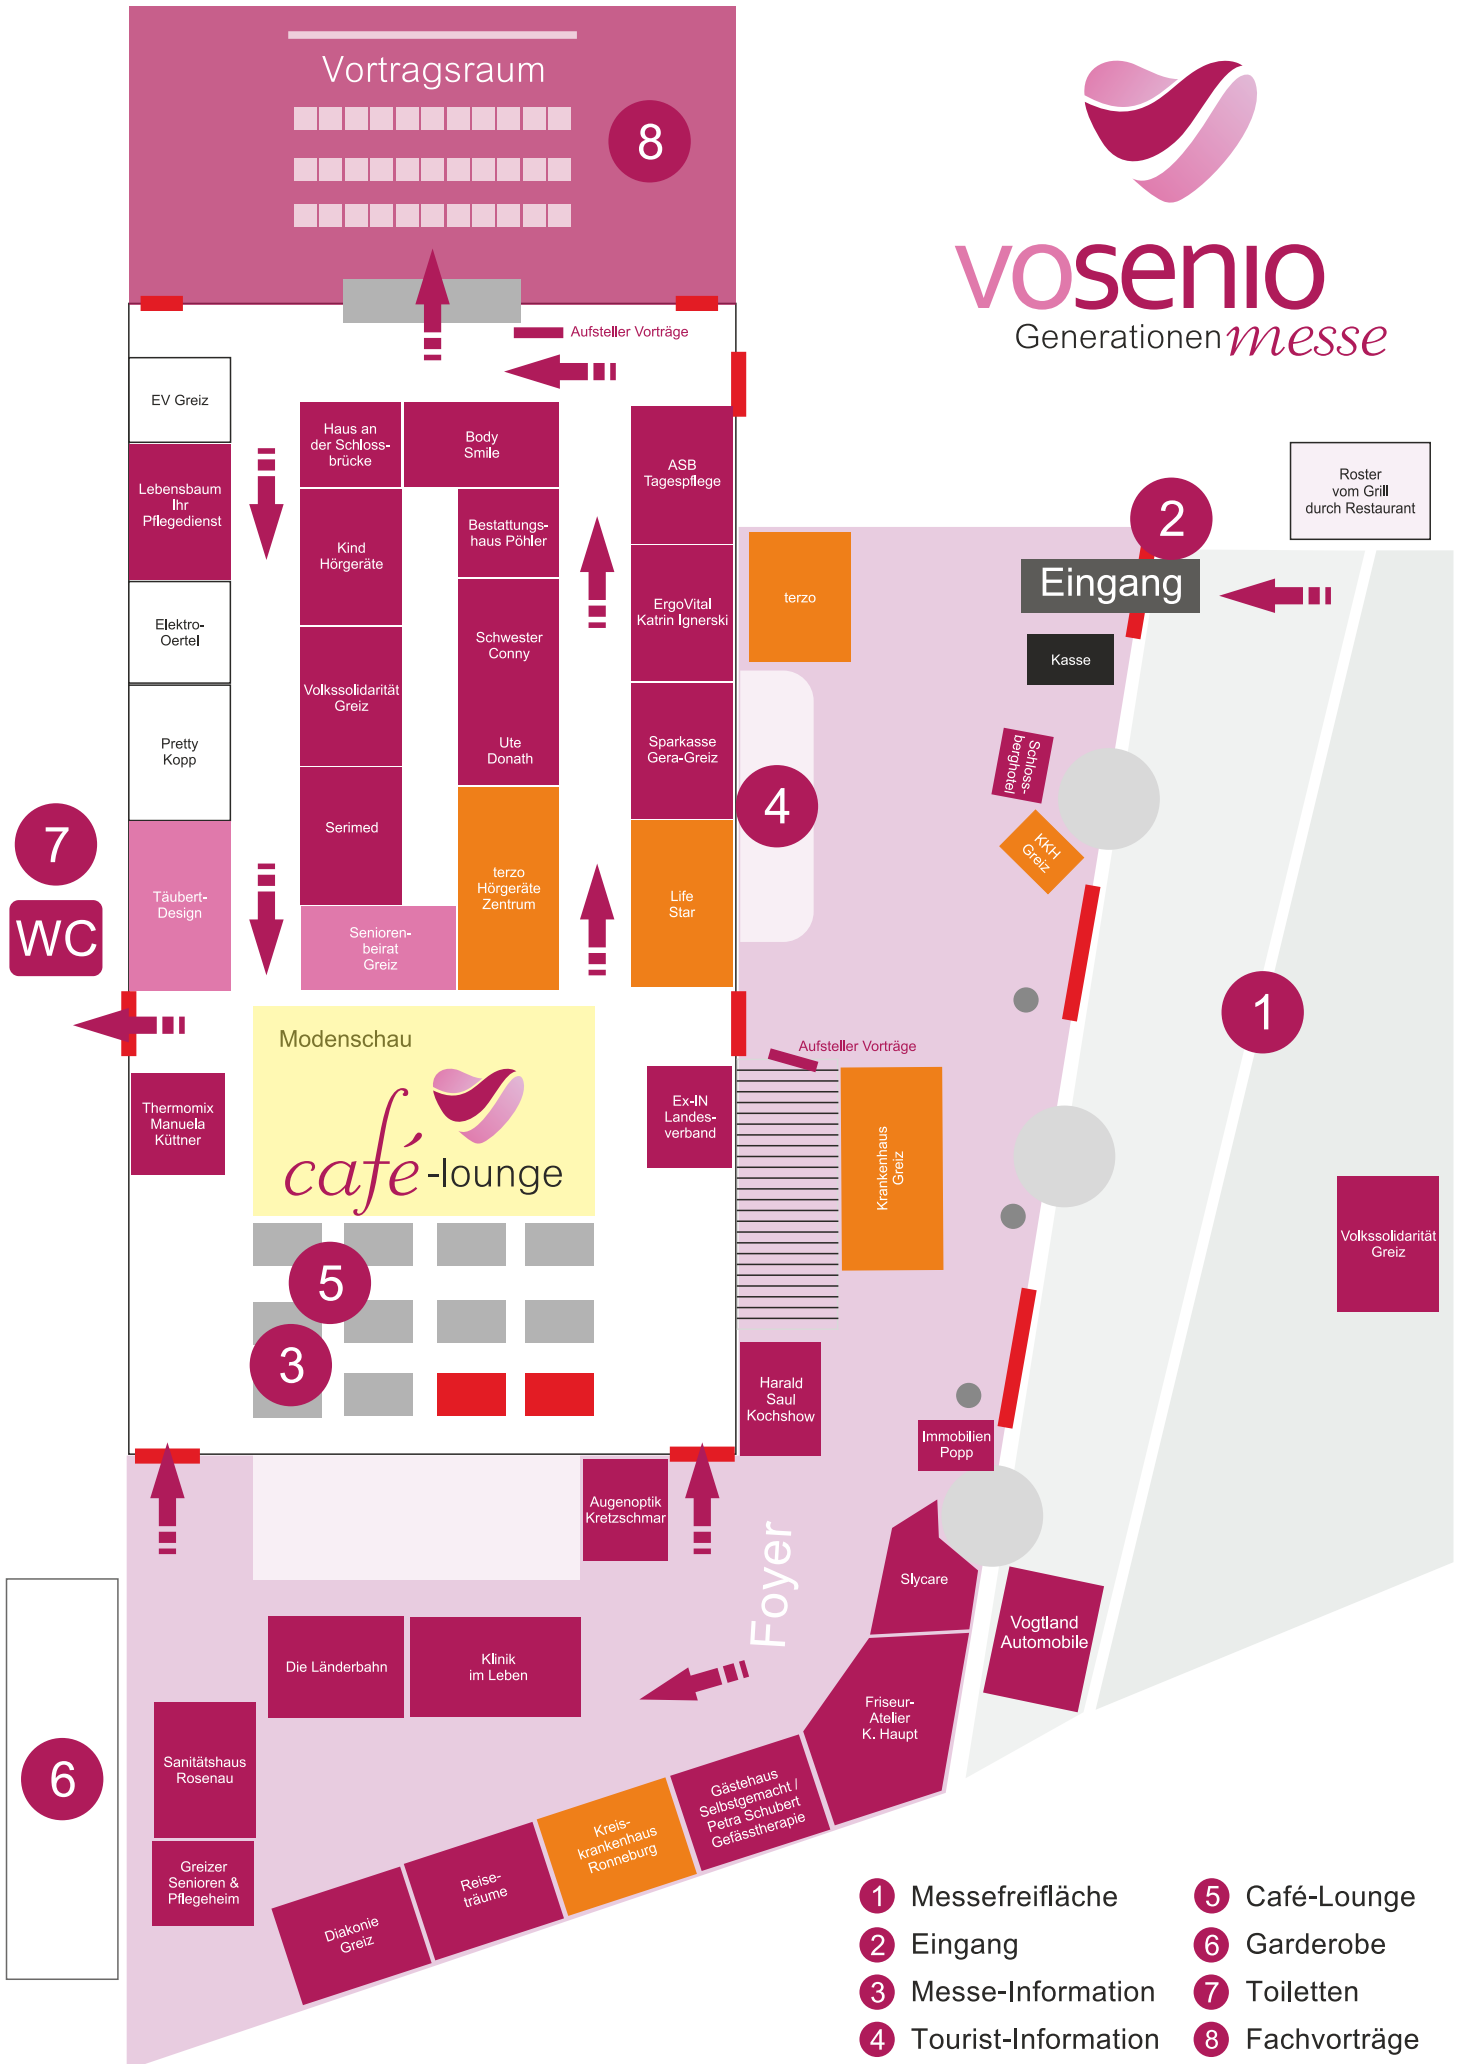 Vortragsraum
8
vosenio
Generationen messe
Aufsteller Vorträge
EV Greiz
Haus an
der Schloss-
brücke
Body
Smile
ASB
Tagespflege
Roster
vom Grill
durch Restaurant
Lebensbaum
Ihr
Pflegedienst
Kind
Hörgeräte
Bestattungs-
haus Pöhler
2
Eingang
terzo
ErgoVital
Katrin Ignerski
Elektro-
Oertel
Schwester
Conny
Kasse
Volkssolidarität
Greiz
Pretty
Kopp
Ute
Donath
Sparkasse
Gera-Greiz
Schloss-
berghotel
4
7
WC
Serimed
KKH
Greiz
Täubert-
Design
terzo
Hörgeräte
Zentrum
Life
Star
Senioren-
beirat
Greiz
1
Modenschau
café-lounge
Aufsteller Vorträge
Thermomix
Manuela
Küttner
Ex-IN
Landes-
verband
Krankenhaus
Greiz
Volkssolidarität
Greiz
5
3
Harald
Saul
Kochshow
Immobilien
Popp
Augenoptik
Kretzschmar
Foyer
Slycare
Vogtland
Automobile
Die Länderbahn
Klinik
im Leben
Friseur-
Atelier
K. Haupt
Sanitätshaus
Rosenau
6
Gästehaus
Selbstgemacht /
Petra Schubert
Gefässtherapie
Kreis-
krankenhaus
Ronneburg
Greizer
Senioren &
Pflegeheim
Reise-
träume
Diakonie
Greiz
1 Messefreifläche
2 Eingang
3 Messe-Information
4 Tourist-Information
5 Café-Lounge
6 Garderobe
7 Toiletten
8 Fachvorträge